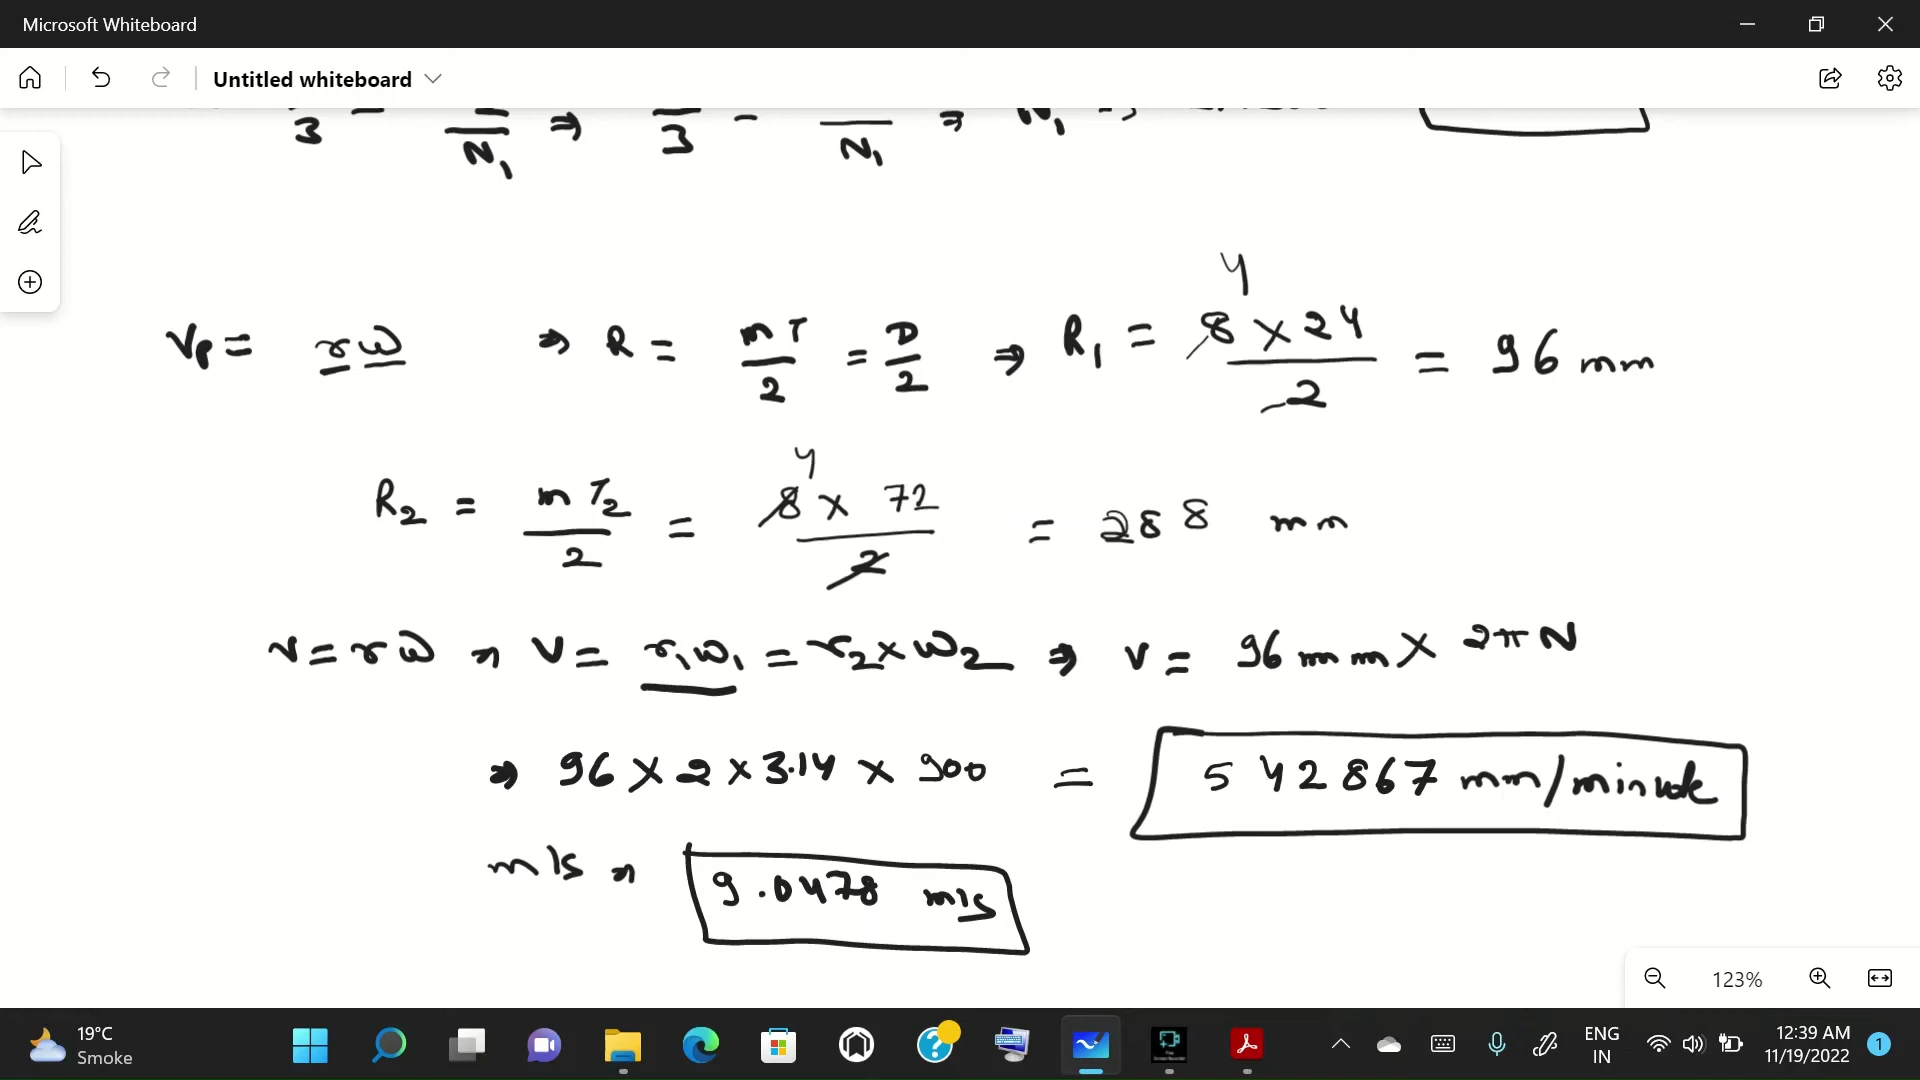 Microsoft Whiteboard
Untitled whiteboard
3 N₁ ⇒ 3 - N₁ ⇒ N₁
Vp = rω ⇒ R = mT/2 = D/2 ⇒ R₁ = 8 × 24/2 = 96 mm
4
R₂ = mT₂/2 = 8 × 72/2 = 288 mm
4
v = rω ⇒ V = r₁ω₁ = r₂ × ω₂ ⇒ v = 96 mm × 2πN
⇒ 96 × 2 × 3.14 × 900 = 542867 mm/minute
m/s ⇒ 9.0478 m/s
123%
19°C
Smoke
ENG
IN
12:39 AM
11/19/2022
1